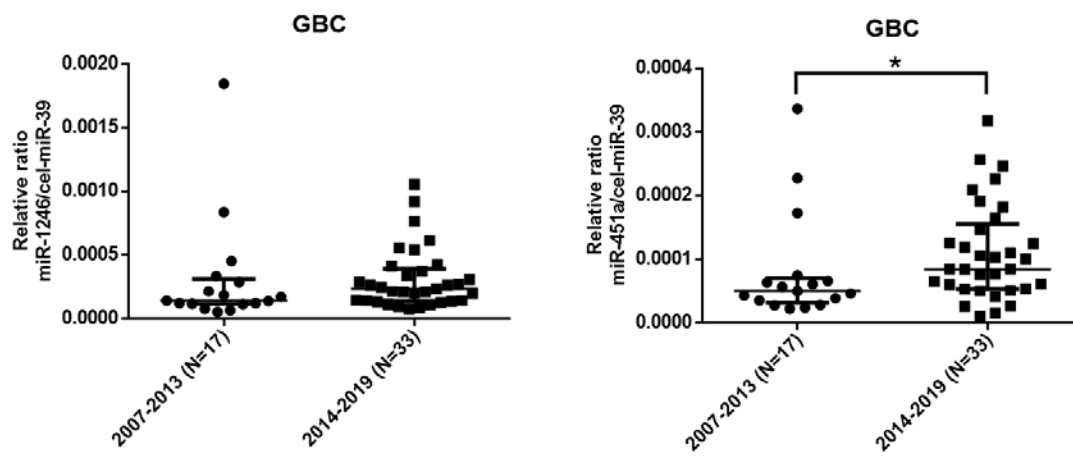 GBC
Relative ratio
miR-1246/cel-miR-39
0.0020
0.0015
0.0010
0.0005
0.0000
2007-2013 (N=17)
2014-2019 (N=33)
GBC
*
Relative ratio
miR-451a/cel-miR-39
0.0004
0.0003
0.0002
0.0001
0.0000
2007-2013 (N=17)
2014-2019 (N=33)